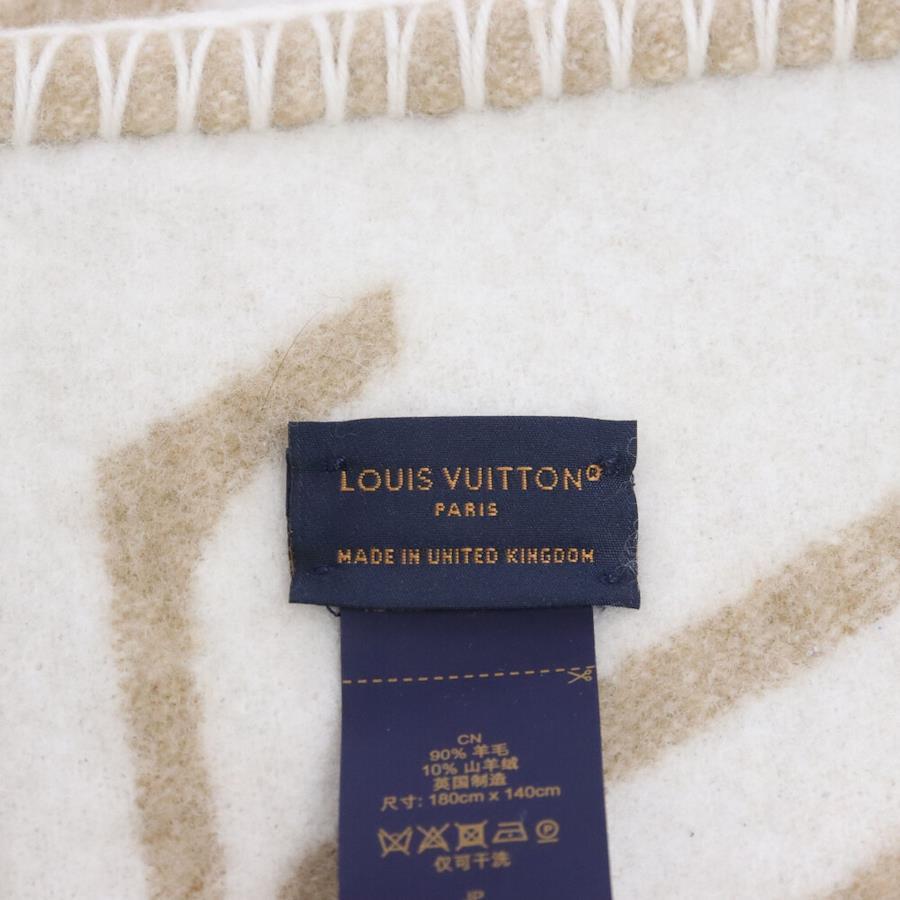 LOUIS VUITTON®
PARIS
MADE IN UNITED KINGDOM
CN
90% 羊毛
10% 山羊绒
英国制造
尺寸: 180cm x 140cm
仅可干洗
JP